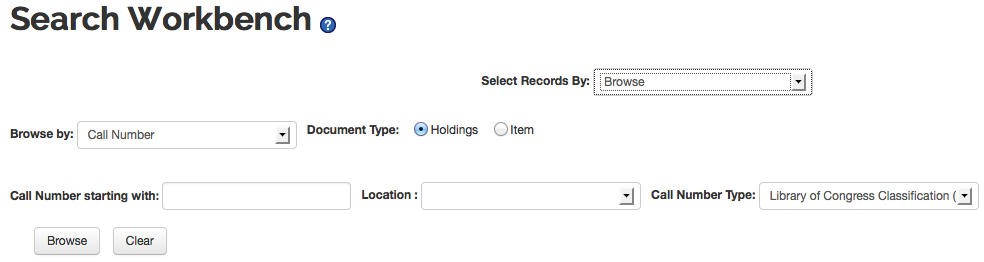 Search Workbench ?
Select Records By: Browse
Browse by: Call Number Document Type: Holdings Item
Call Number starting with: Location : Call Number Type: Library of Congress Classification (
Browse Clear